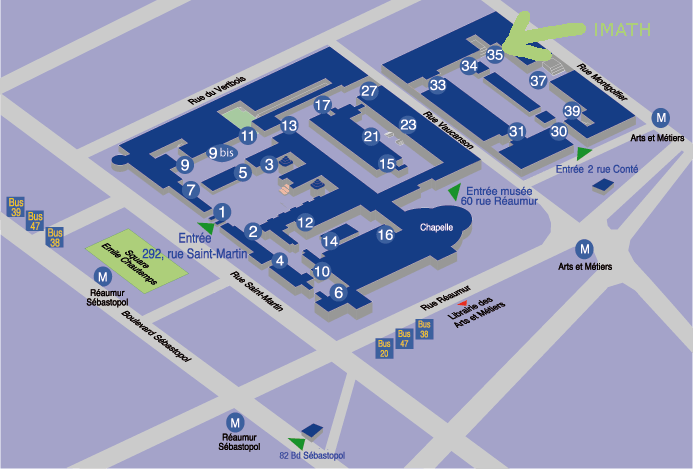 IMATH
35
34
37
33
39
31
30
Rue Montgolfier
Rue du Vertbois
Rue Vaucanson
M
Arts et Métiers
Entrée 2 rue Conté
27
17
13
11
23
21
15
9 bis
9
5
3
7
1
2
12
14
16
4
10
6
Chapelle
Entrée musée
60 rue Réaumur
Entrée
292, rue Saint-Martin
Bus
39
Bus
47
Bus
38
Square
Emile Chautemps
M
Réaumur
Sébastopol
Rue Saint-Martin
Boulevard Sébastopol
M
Arts et Métiers
Rue Réaumur
Librairie des
Arts et Métiers
Bus
38
Bus
47
Bus
20
M
Réaumur
Sébastopol
82 Bd Sébastopol